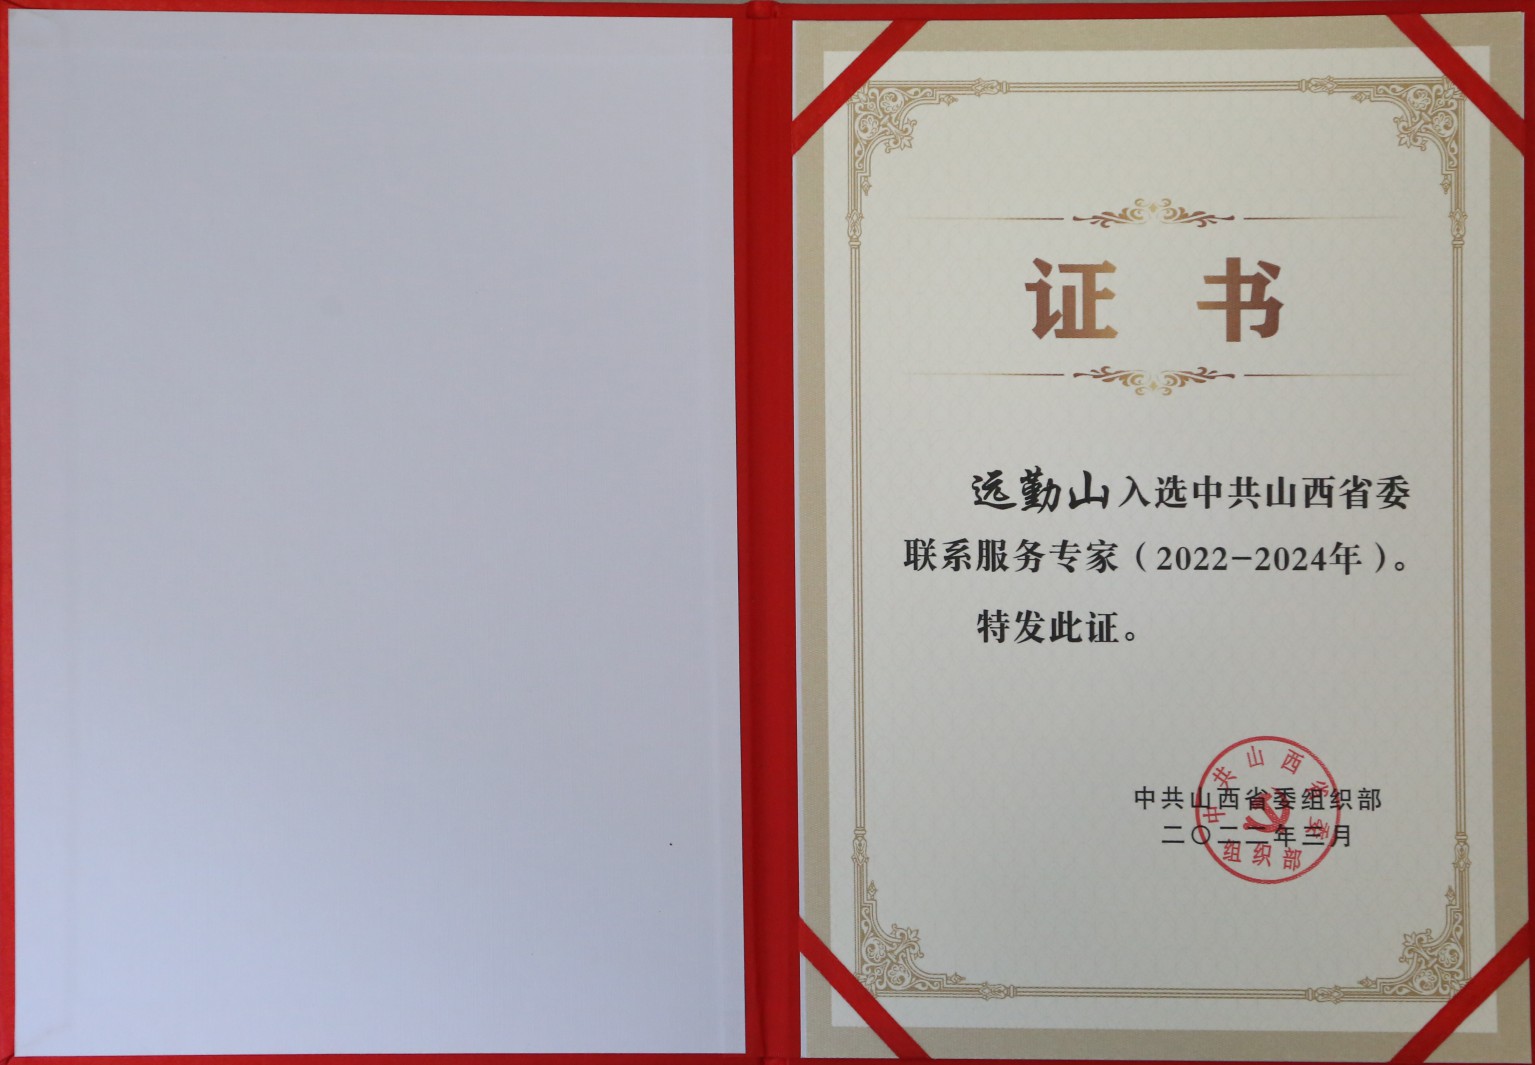 证 书
远勤山入选中共山西省委
联系服务专家（2022-2024年）。
特发此证。
中共山西省委组织部
二〇二二年三月
中共山西省委
组织部